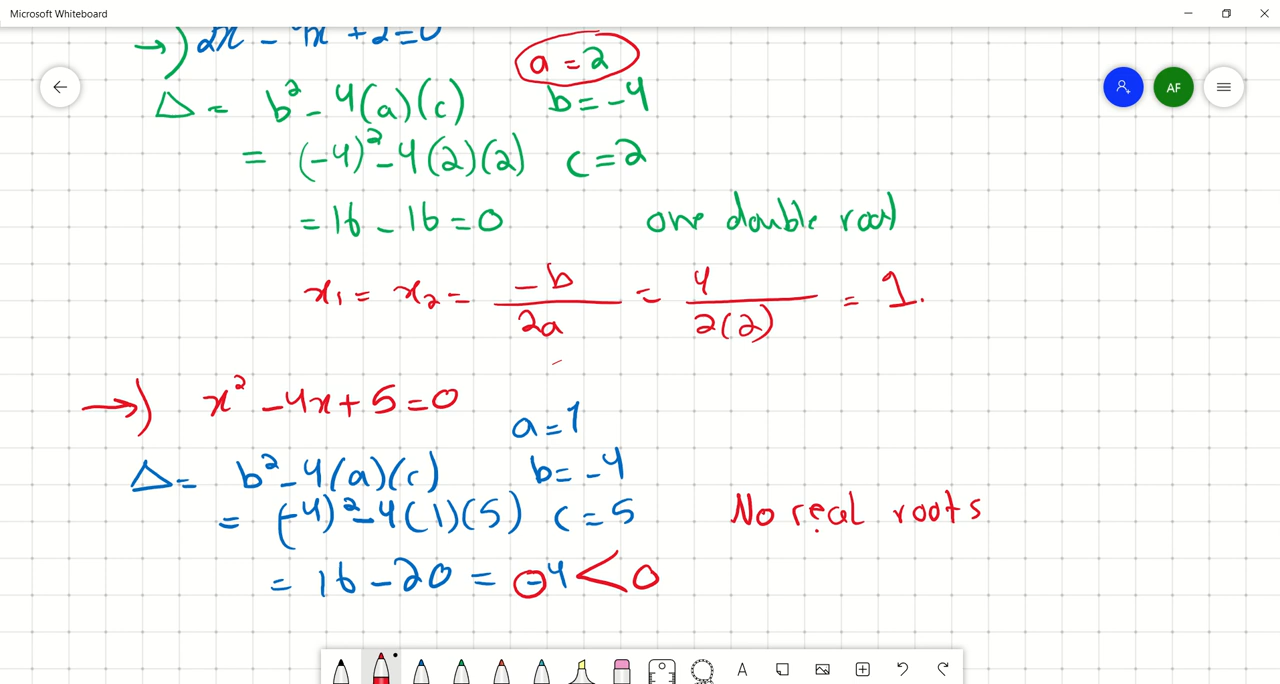 Microsoft Whiteboard
→) 2x - 4x + 2 = 0
a = 2
Δ = b² - 4(a)(c) b = -4
= (-4)² - 4(2)(2) c = 2
= 16 - 16 = 0 one double root
x₁ = x₂ = -b/2a = 4/2(2) = 1.
→) x² - 4x + 5 = 0
a = 1
Δ = b² - 4(a)(c) b = -4
= (-4)² - 4(1)(5) c = 5
No real roots
= 16 - 20 = -4 < 0
AF
A